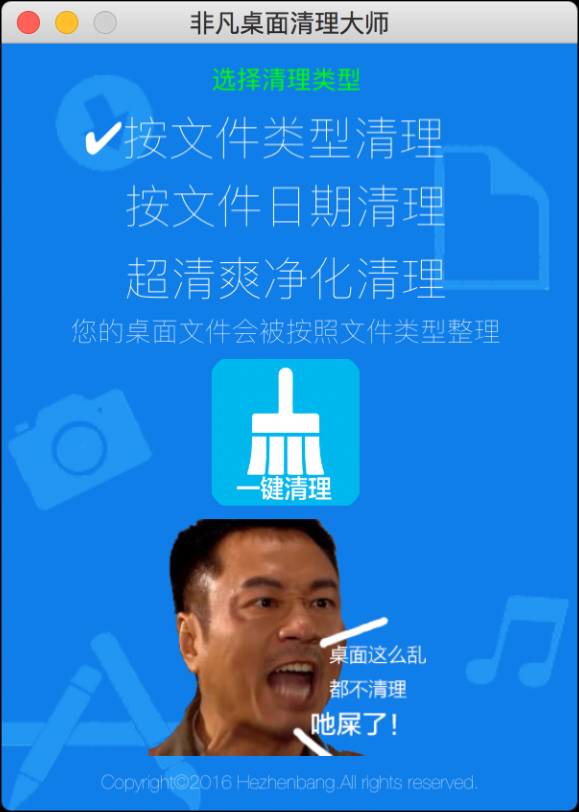 非凡桌面清理大师
选择清理类型
✔按文件类型清理
按文件日期清理
超清爽净化清理
您的桌面文件会被按照文件类型整理
一键清理
桌面这么乱
都不清理
吔屎了！
Copyright©2016 Hezhenbang.All rights reserved.